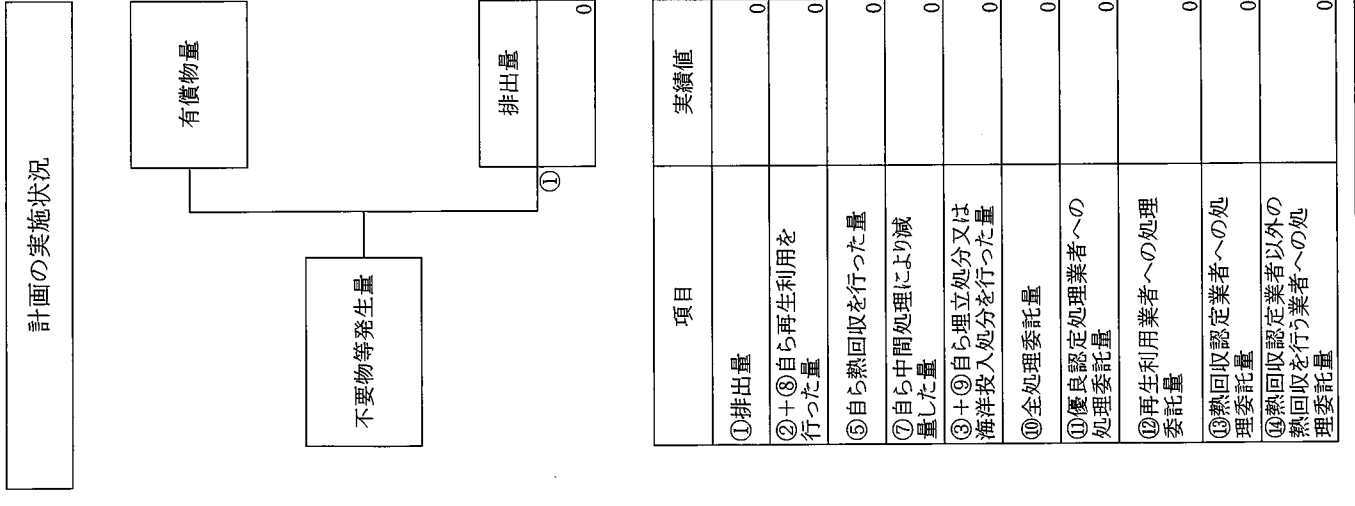 計画の実施状況
有償物量
不要物等発生量
①
排出量
0
項目
実績値
①排出量
0
②+⑧自ら再生利用を
行った量
0
⑤自ら熱回収を行った量
0
⑦自ら中間処理により減
量した量
0
③+⑨自ら埋立処分又は
海洋投入処分を行った量
0
⑩全処理委託量
0
⑪優良認定処理業者への
処理委託量
0
⑫再生利用業者への処理
委託量
0
⑬熱回収認定業者への処
理委託量
0
⑭熱回収認定業者以外の
熱回収を行う業者への処
理委託量
0